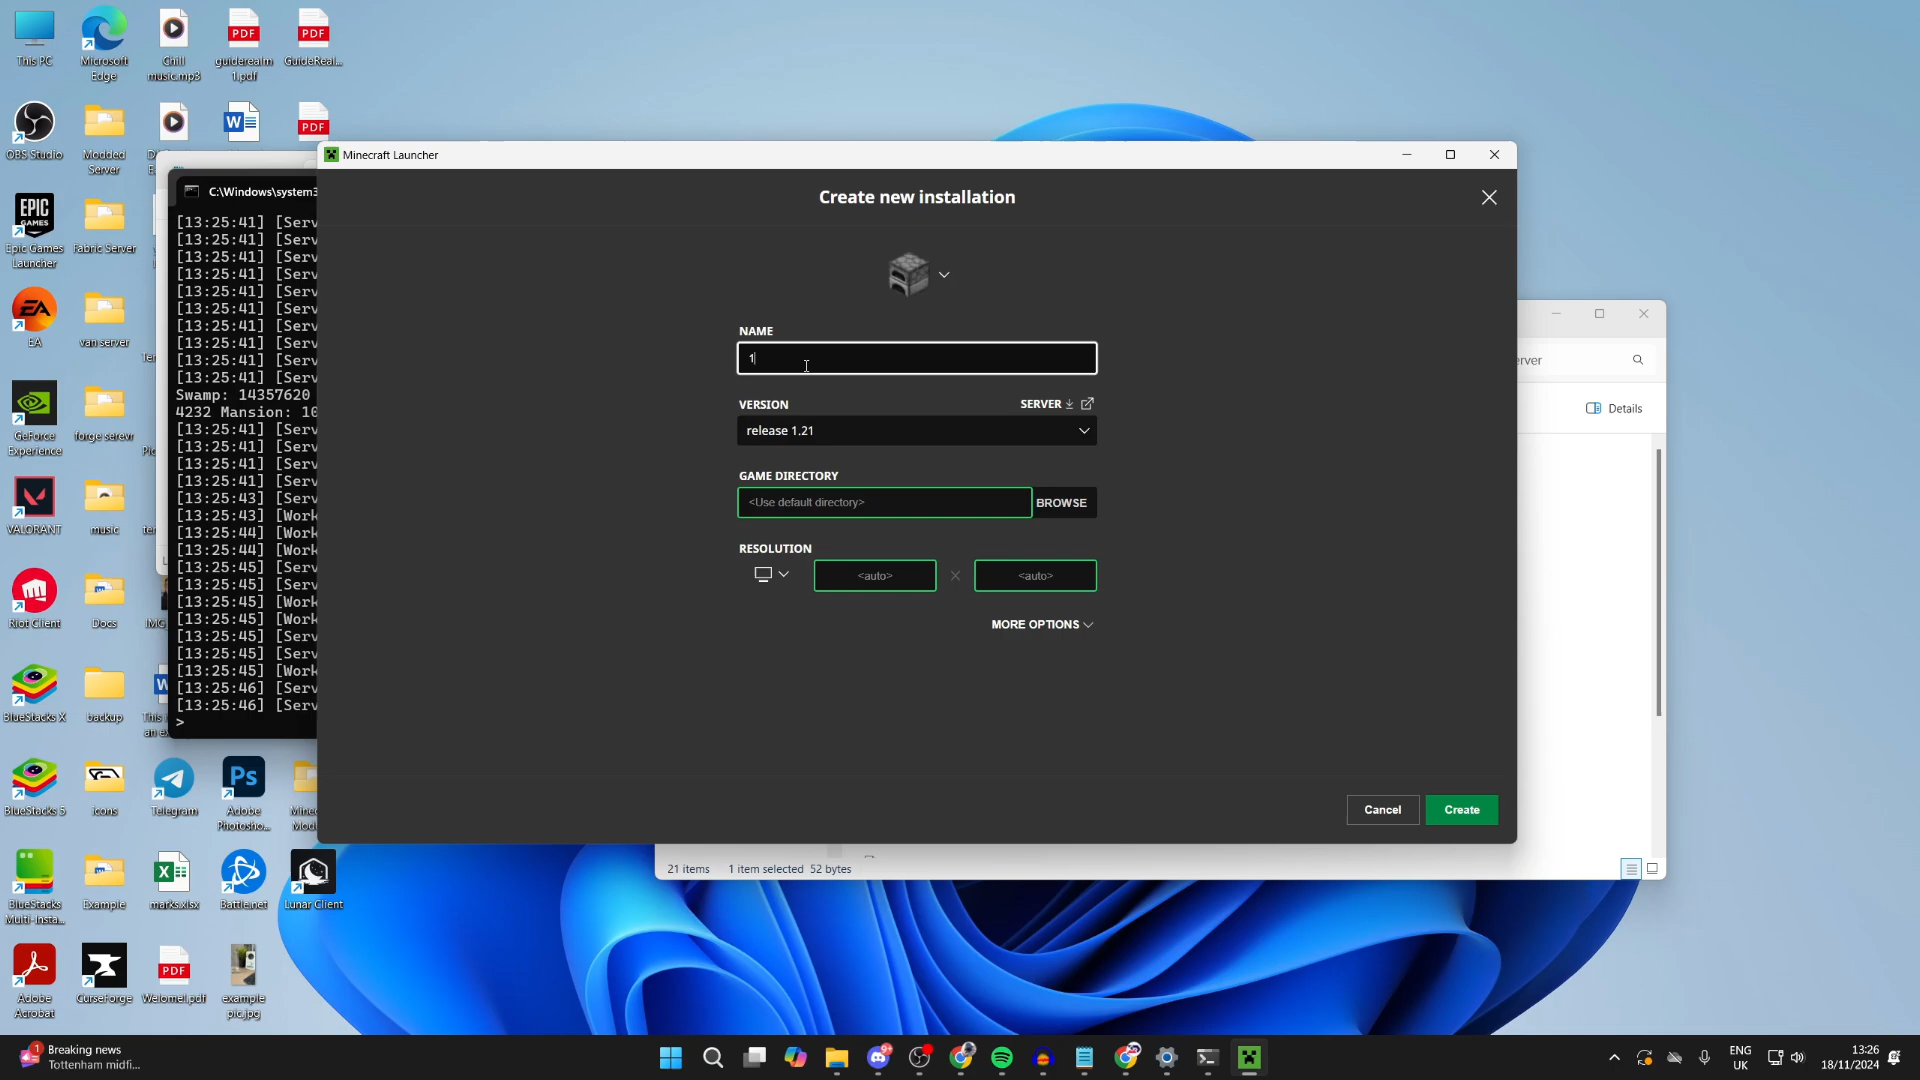 This PC
Microsoft
Edge
Chill
music.mp3
guiderealm
1.pdf
GuideReal...
OBS Studio
Modded
Server
Epic Games
Launcher
Fabric Server
EA
van server
GeForce
Experience
forge serevr
VALORANT
music
Riot Client
Docs
BlueStacks X
backup
BlueStacks 5
icons
Telegram
Adobe
Photosho...
BlueStacks
Multi-Insta...
Example
marks.xlsx
Battle.net
Lunar Client
Adobe
Acrobat
CurseForge
Welomel.pdf
example
pic.jpg
C:\Windows\system3
[13:25:41] [Serv
[13:25:41] [Serv
[13:25:41] [Serv
[13:25:41] [Serv
[13:25:41] [Serv
[13:25:41] [Serv
[13:25:41] [Serv
[13:25:41] [Serv
[13:25:41] [Serv
[13:25:41] [Serv
Swamp: 14357620
4232 Mansion: 10
[13:25:41] [Serv
[13:25:41] [Serv
[13:25:41] [Serv
[13:25:41] [Serv
[13:25:43] [Serv
[13:25:43] [Work
[13:25:44] [Work
[13:25:44] [Work
[13:25:45] [Serv
[13:25:45] [Serv
[13:25:45] [Work
[13:25:45] [Work
[13:25:45] [Serv
[13:25:45] [Serv
[13:25:45] [Work
[13:25:46] [Serv
[13:25:46] [Serv
>
Minecraft Launcher
Create new installation
NAME
1
VERSION
SERVER
release 1.21
GAME DIRECTORY
<Use default directory>
BROWSE
RESOLUTION
<auto>
<auto>
MORE OPTIONS
Cancel
Create
erver
Details
21 items 1 item selected 52 bytes
Breaking news
Tottenham midfi...
ENG
UK
13:26
18/11/2024